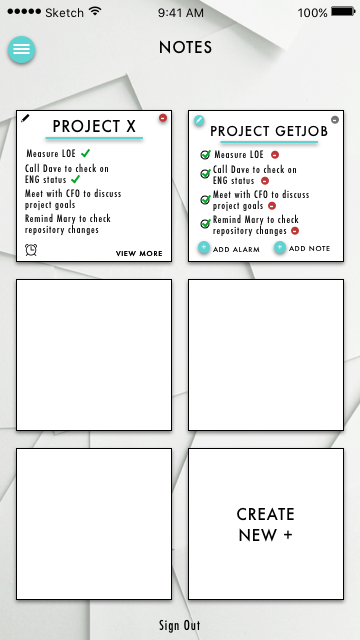 Sketch 9:41 AM 100%
NOTES
PROJECT X
Measure LOE
Call Dave to check on
ENG status
Meet with CFO to discuss
project goals
Remind Mary to check
repository changes
VIEW MORE
PROJECT GETJOB
Measure LOE
Call Dave to check on
ENG status
Meet with CFO to discuss
project goals
Remind Mary to check
repository changes
+ ADD ALARM + ADD NOTE
CREATE
NEW +
Sign Out